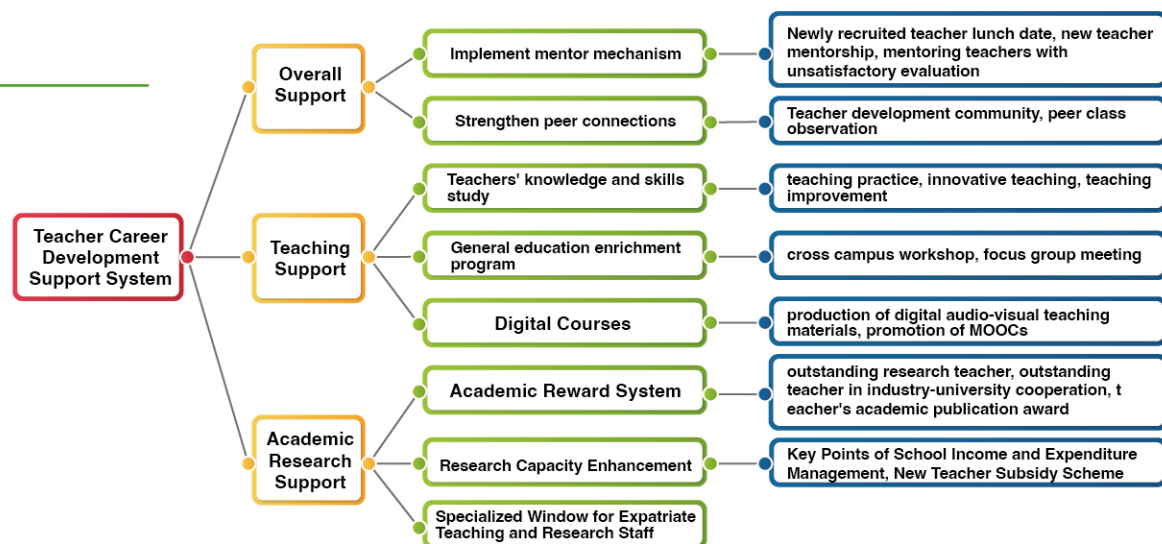 Teacher Career
Development
Support System
Overall
Support
Implement mentor mechanism
Newly recruited teacher lunch date, new teacher
mentorship, mentoring teachers with
unsatisfactory evaluation
Strengthen peer connections
Teacher development community, peer class
observation
Teaching
Support
Teachers' knowledge and skills
study
teaching practice, innovative teaching, teaching
improvement
General education enrichment
program
cross campus workshop, focus group meeting
Digital Courses
production of digital audio-visual teaching
materials, promotion of MOOCs
Academic
Research
Support
Academic Reward System
outstanding research teacher, outstanding
teacher in industry-university cooperation, t
eacher's academic publication award
Research Capacity Enhancement
Key Points of School Income and Expenditure
Management, New Teacher Subsidy Scheme
Specialized Window for Expatriate
Teaching and Research Staff